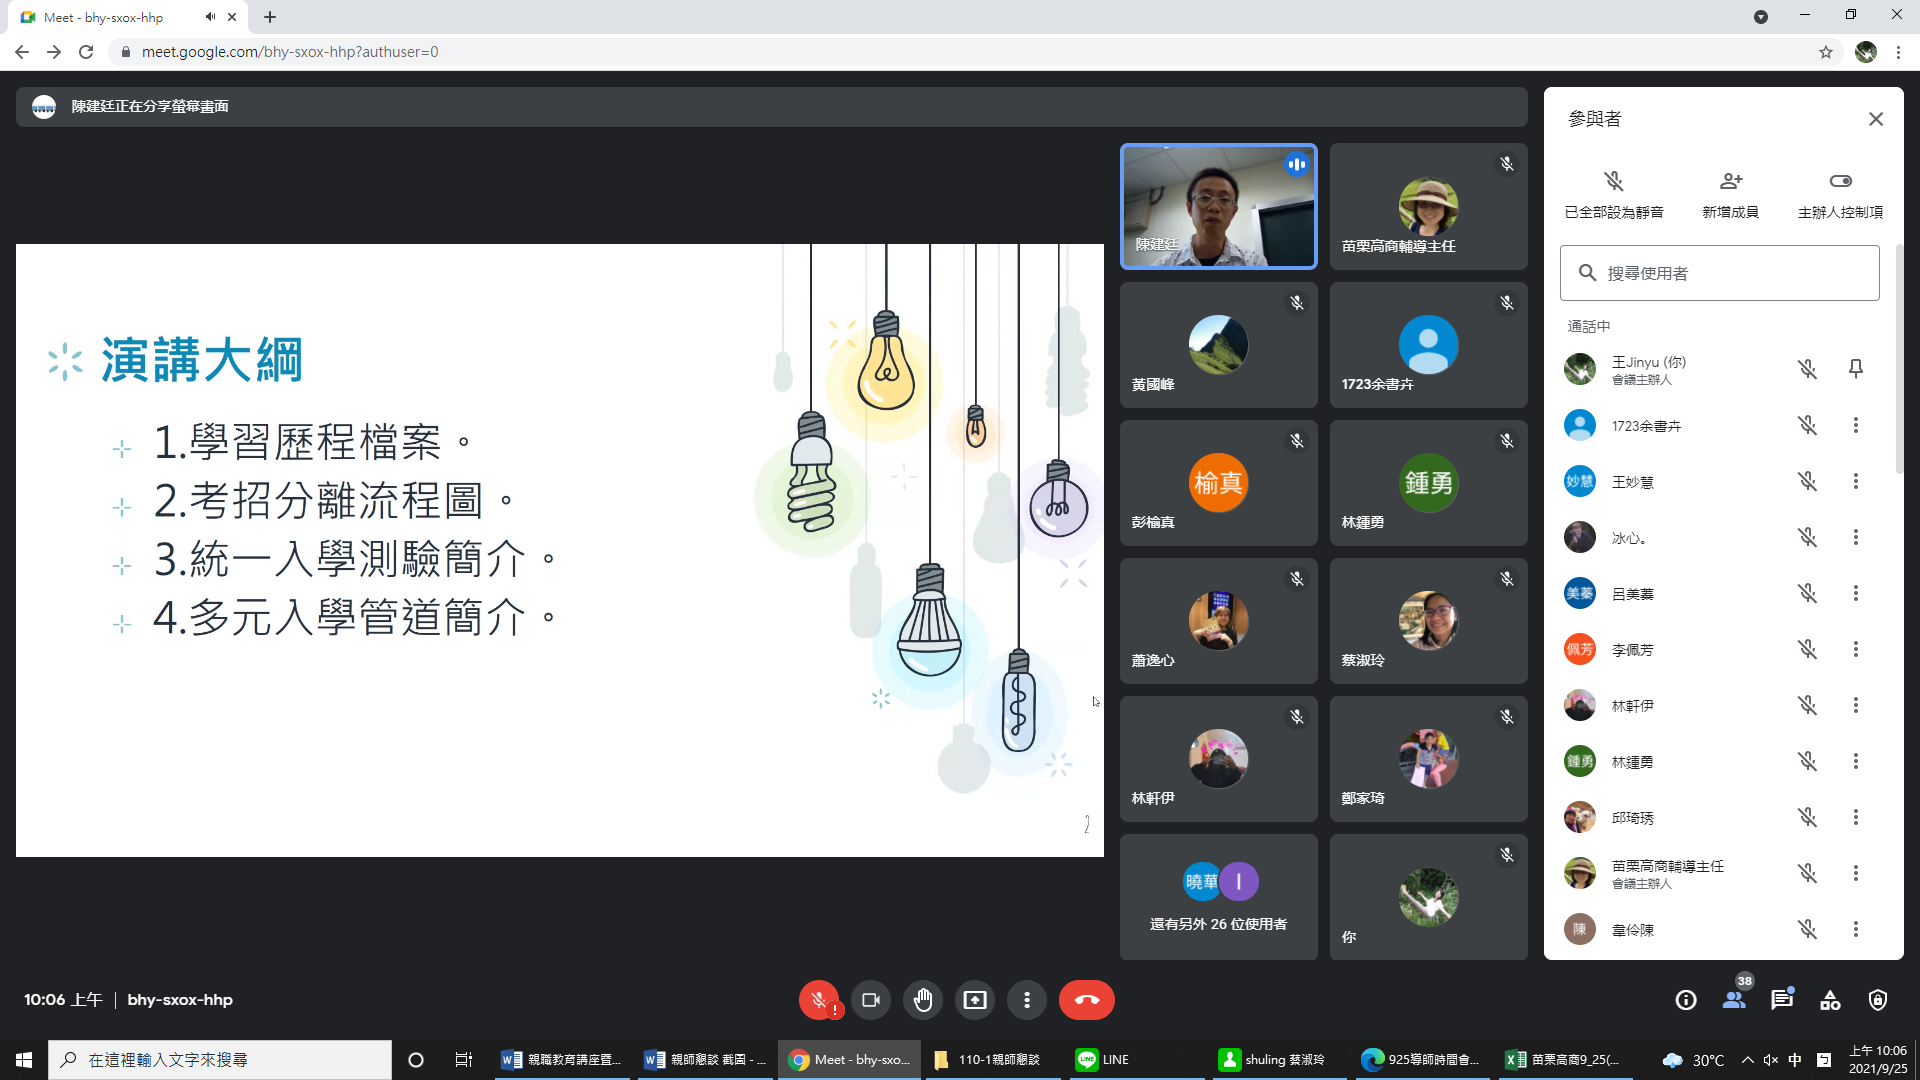 Meet - bhy-sxox-hhp
meet.google.com/bhy-sxox-hhp?authuser=0
陳建廷正在分享螢幕畫面
演講大綱
1.學習歷程檔案。
2.考招分離流程圖。
3.統一入學測驗簡介。
4.多元入學管道簡介。
2
陳建廷
苗栗高商輔導主任
黃國峰
1723余書卉
榆真
彭榆真
鍾勇
林鍾勇
蕭逸心
蔡淑玲
林軒伊
鄭家琦
曉華
I
還有另外 26 位使用者
你
參與者
已全部設為靜音
新增成員
主辦人控制項
搜尋使用者
通話中
王Jinyu (你)
會議主辦人
1723余書卉
妙慧
王妙慧
冰心。
美蓁
呂美蓁
佩芳
李佩芳
林軒伊
鍾勇
林鍾勇
邱琦琇
苗栗高商輔導主任
會議主辦人
陳
韋伶陳
10:06 上午
bhy-sxox-hhp
38
在這裡輸入文字來搜尋
親職教育講座暨...
親師懇談 截圖 - ...
Meet - bhy-sxo...
110-1親師懇談
LINE
shuling 蔡淑玲
925導師時間會...
苗栗高商9_25(...
30°C
中
上午 10:06
2021/9/25